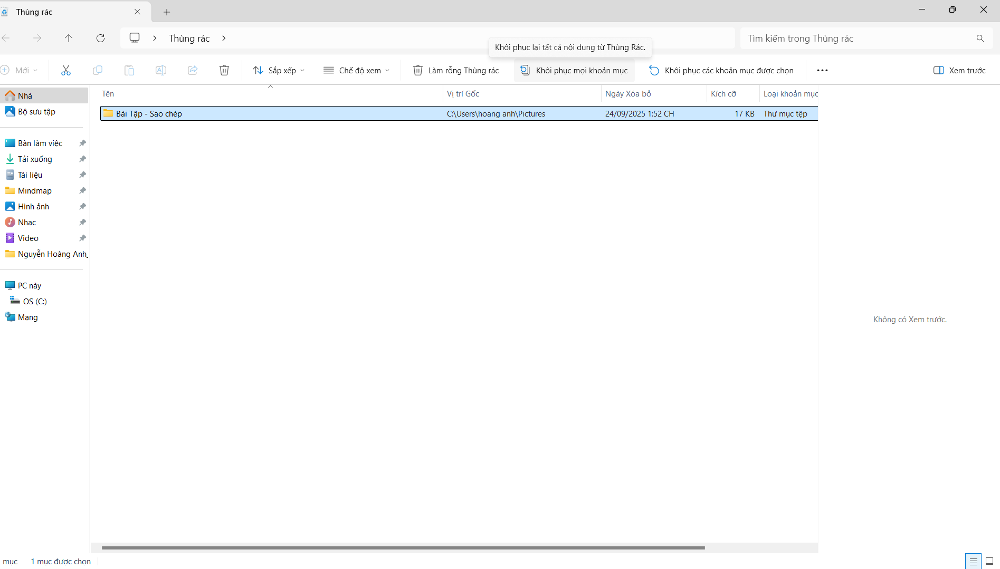 Thùng rác
Thùng rác
Tìm kiếm trong Thùng rác
Khôi phục lại tất cả nội dung từ Thùng Rác.
Mới
Sắp xếp
Chế độ xem
Làm rỗng Thùng rác
Khôi phục mọi khoản mục
Khôi phục các khoản mục được chọn
Xem trước
Tên
Vị trí Gốc
Ngày Xóa bỏ
Kích cỡ
Loại khoản mục
Bài Tập - Sao chép
C:\Users\hoang anh\Pictures
24/09/2025 1:52 CH
17 KB
Thư mục tệp
Nhà
Bộ sưu tập
Bàn làm việc
Tải xuống
Tài liệu
Mindmap
Hình ảnh
Nhạc
Video
Nguyễn Hoàng Anh_
PC này
OS (C:)
Mạng
Không có Xem trước.
mục
1 mục được chọn